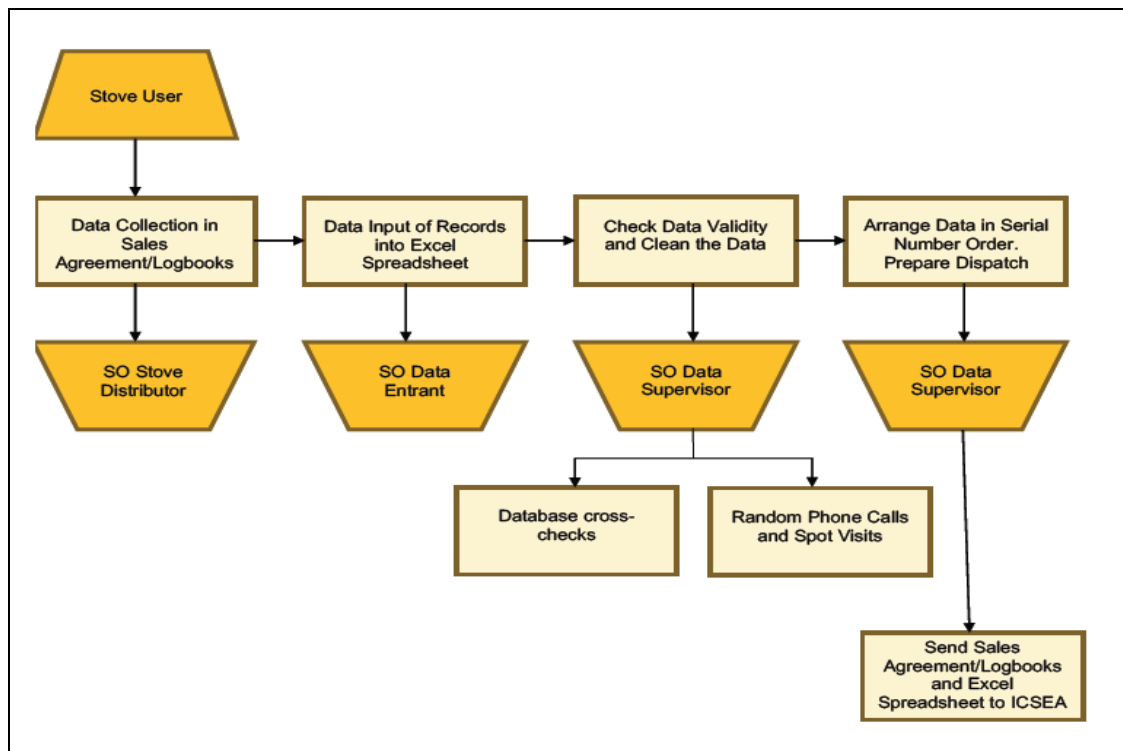 Stove User
Data Collection in
Sales
Agreement/Logbooks
Data Input of Records
into Excel
Spreadsheet
Check Data Validity
and Clean the Data
Arrange Data in Serial
Number Order.
Prepare Dispatch
SO Stove
Distributor
SO Data
Entrant
SO Data
Supervisor
SO Data
Supervisor
Database cross-
checks
Random Phone Calls
and Spot Visits
Send Sales
Agreement/Logbooks
and Excel
Spreadsheet to ICSEA